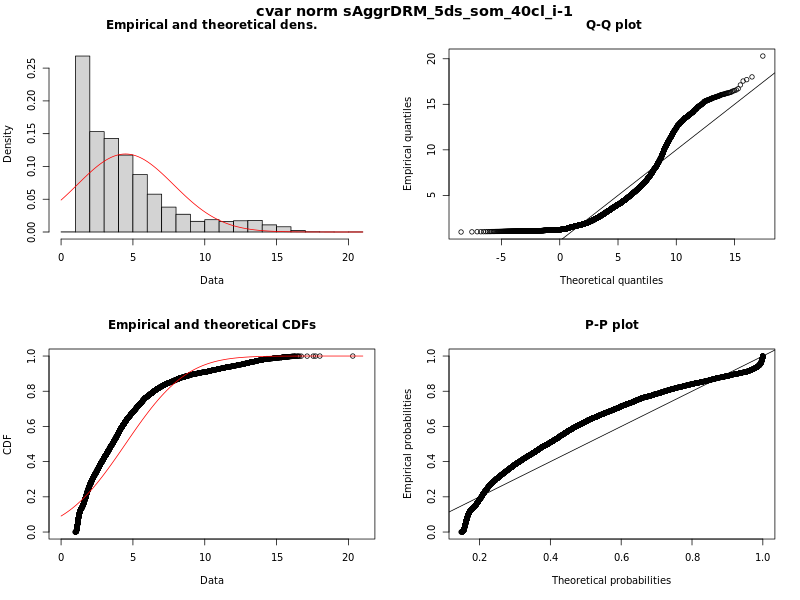 cvar norm sAggrDRM_5ds_som_40cl_i-1
Empirical and theoretical dens.
Density
0.00 0.05 0.10 0.15 0.20 0.25
0 5 10 15 20
Data
Q-Q plot
Empirical quantiles
5 10 15 20
-5 0 5 10 15
Theoretical quantiles
Empirical and theoretical CDFs
CDF
0.0 0.2 0.4 0.6 0.8 1.0
0 5 10 15 20
Data
P-P plot
Empirical probabilities
0.0 0.2 0.4 0.6 0.8 1.0
0.2 0.4 0.6 0.8 1.0
Theoretical probabilities